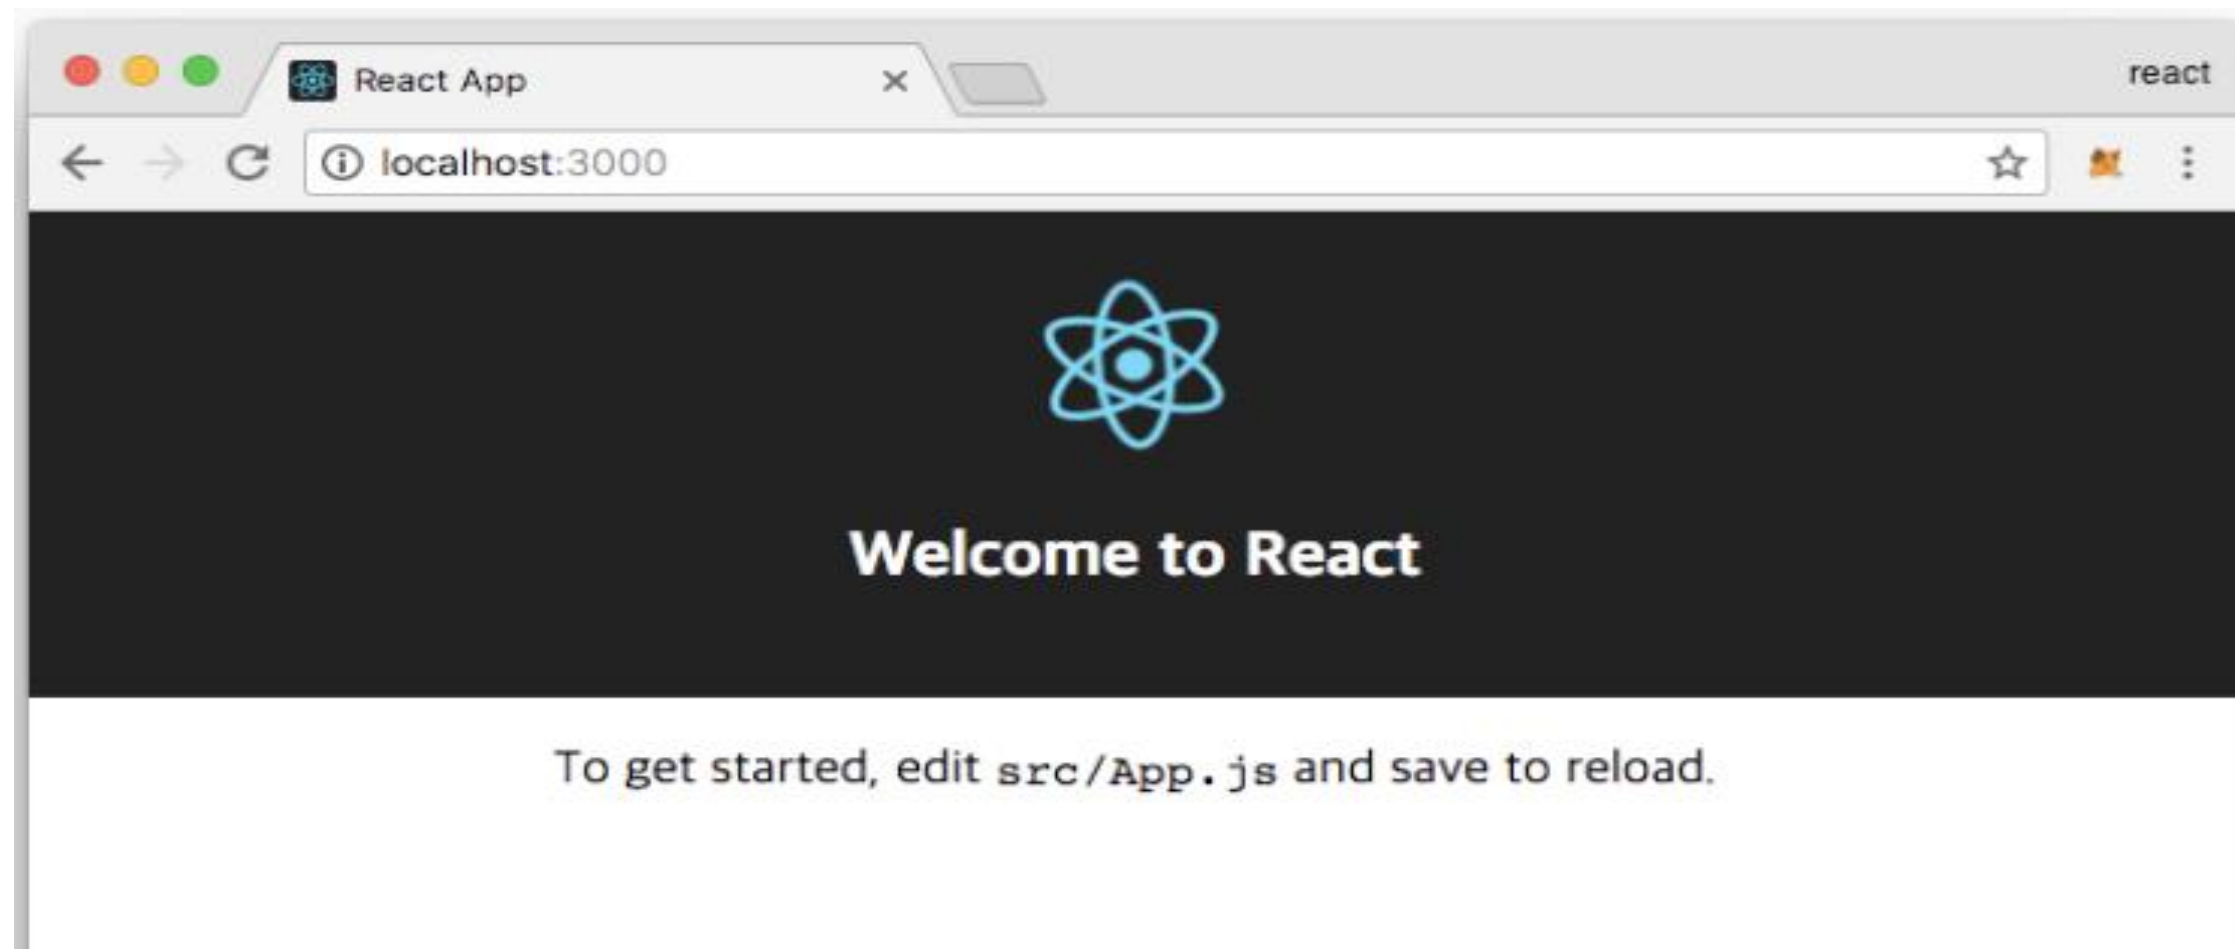 React App
react
localhost:3000
Welcome to React
To get started, edit src/App.js and save to reload.